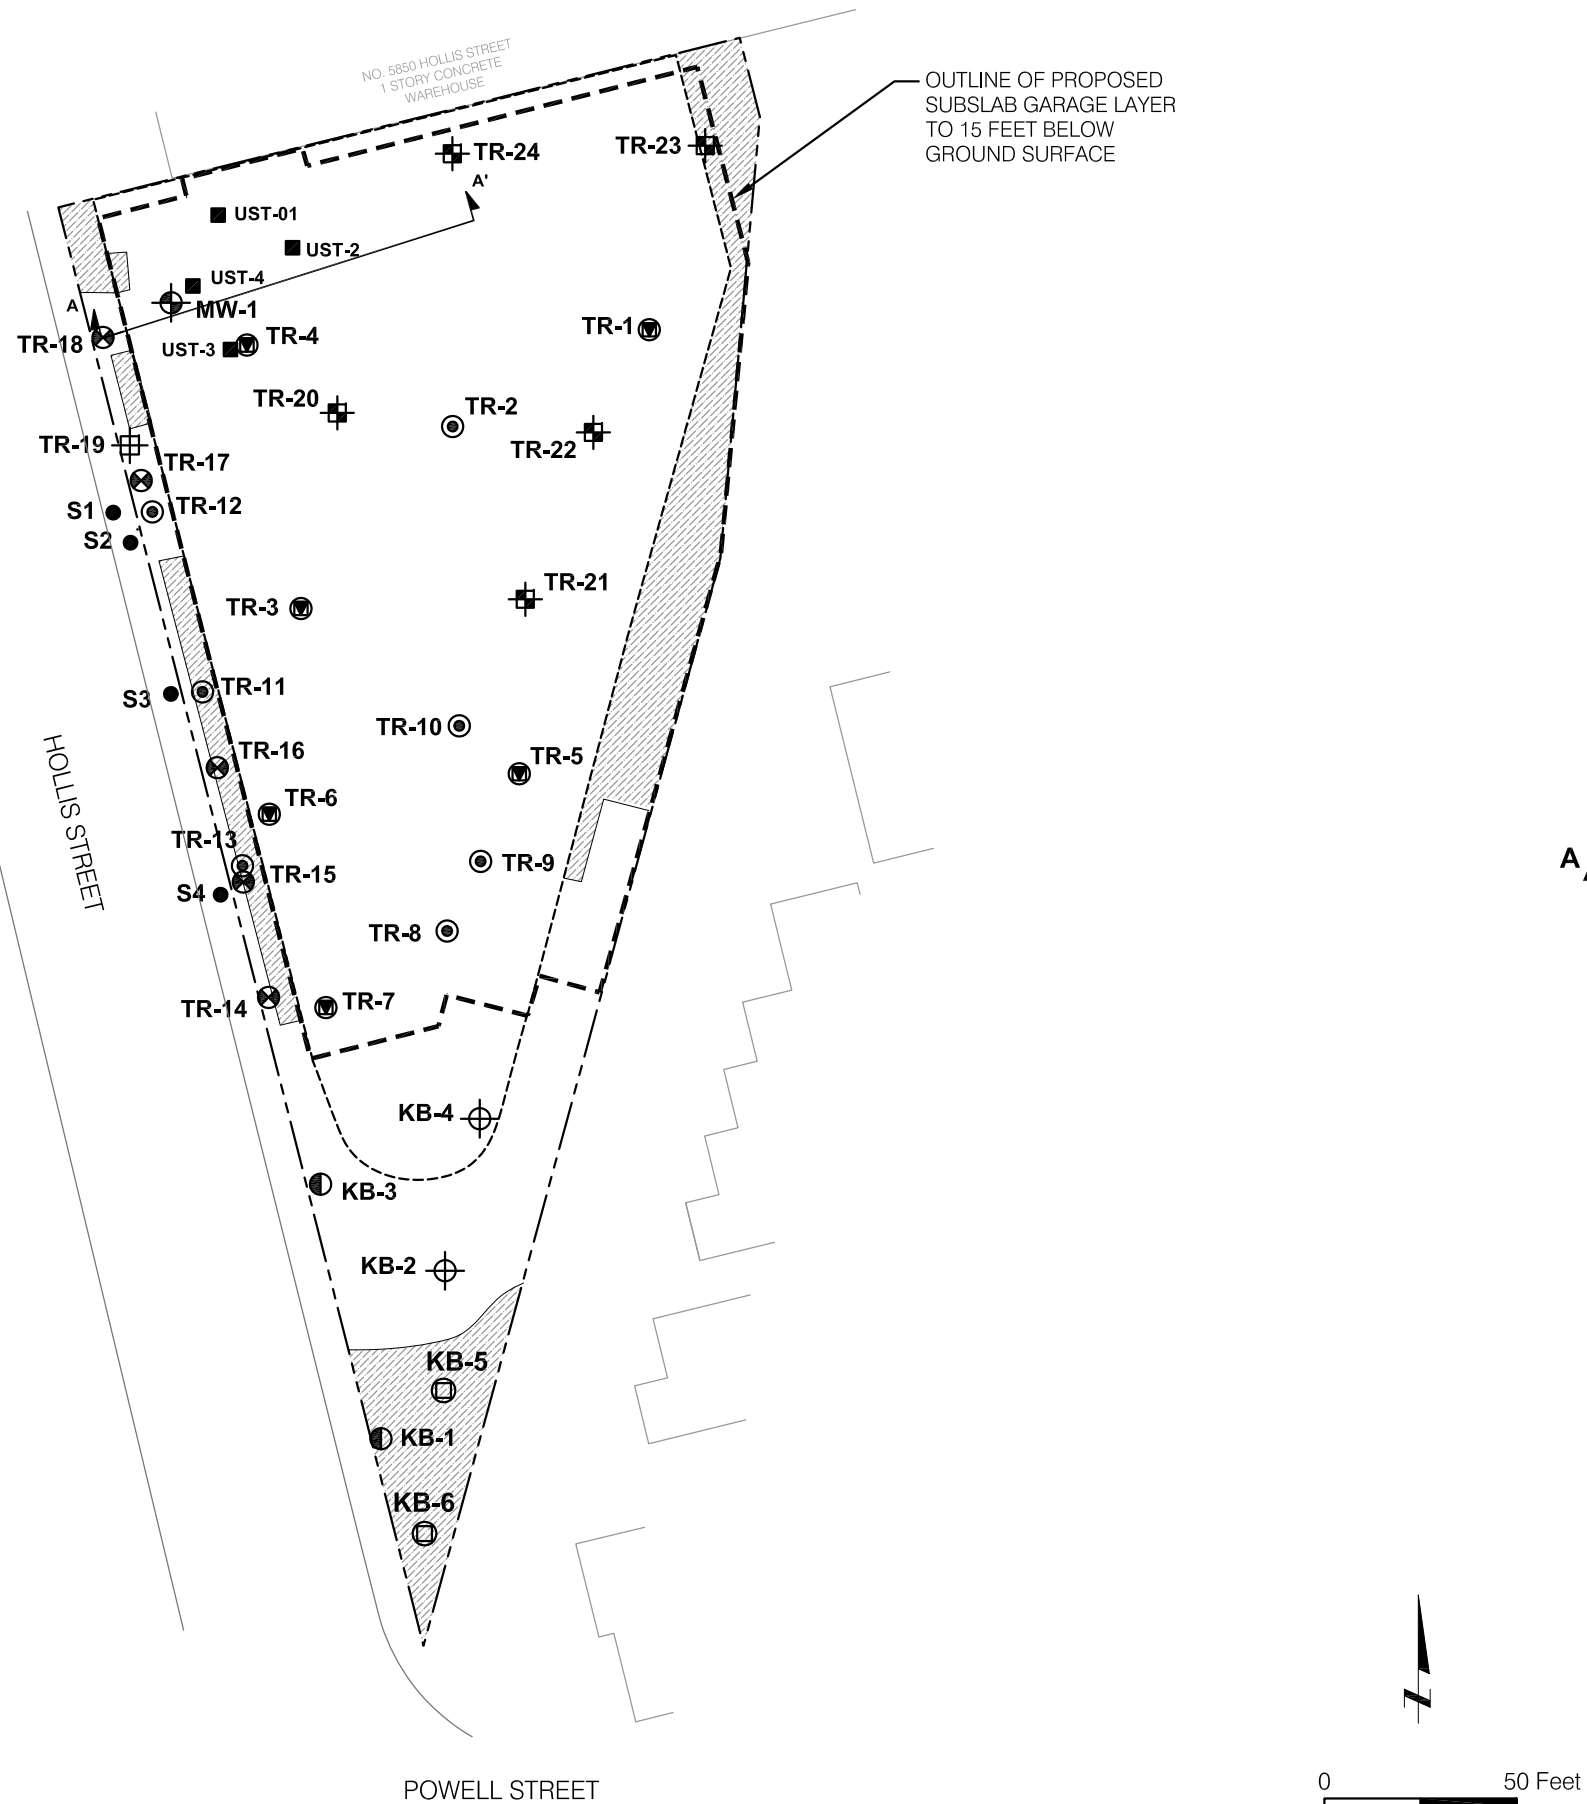 NO. 5850 HOLLIS STREET
1 STORY CONCRETE
WAREHOUSE
OUTLINE OF PROPOSED
SUBSLAB GARAGE LAYER
TO 15 FEET BELOW
GROUND SURFACE
TR-24
TR-23
A'
UST-01
UST-2
UST-4
A
MW-1
TR-18
UST-3
TR-4
TR-1
TR-20
TR-2
TR-22
TR-19
TR-17
S1
TR-12
S2
TR-21
TR-3
TR-11
S3
TR-10
TR-16
TR-5
HOLLIS STREET
TR-6
TR-13
TR-9
A
TR-15
S4
TR-8
TR-7
TR-14
KB-4
KB-3
KB-2
KB-5
KB-1
KB-6
N
POWELL STREET
0
50 Feet